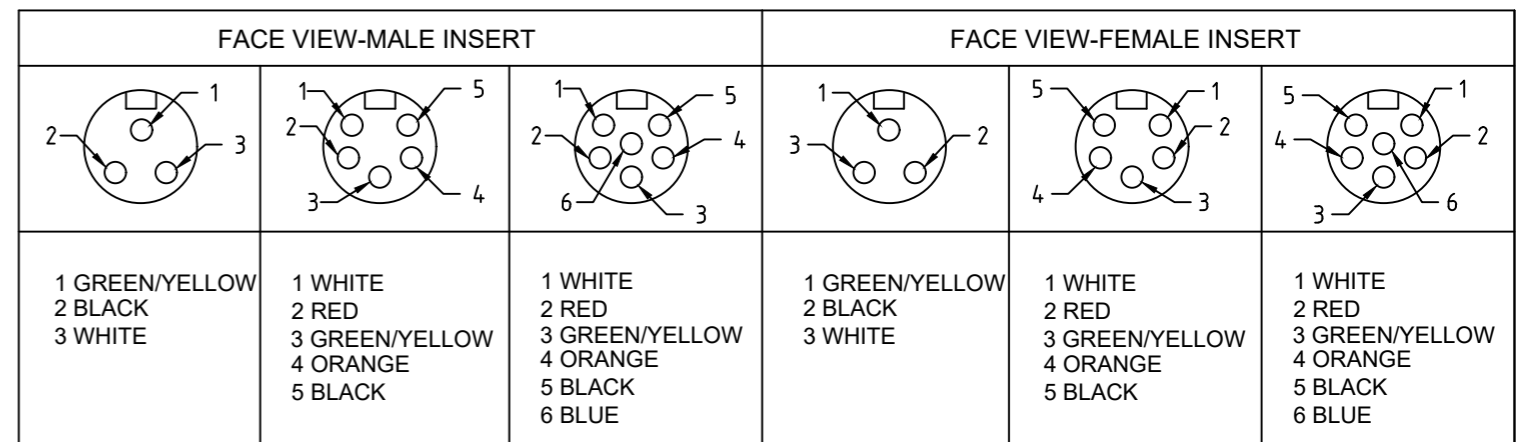 FACE VIEW-MALE INSERT
FACE VIEW-FEMALE INSERT
1
2
3
1
5
2
3
4
1
5
2
4
6
3
1
3
2
5
1
2
4
3
5
1
4
2
3
6
1 GREEN/YELLOW
2 BLACK
3 WHITE
1 WHITE
2 RED
3 GREEN/YELLOW
4 ORANGE
5 BLACK
1 WHITE
2 RED
3 GREEN/YELLOW
4 ORANGE
5 BLACK
6 BLUE
1 GREEN/YELLOW
2 BLACK
3 WHITE
1 WHITE
2 RED
3 GREEN/YELLOW
4 ORANGE
5 BLACK
1 WHITE
2 RED
3 GREEN/YELLOW
4 ORANGE
5 BLACK
6 BLUE